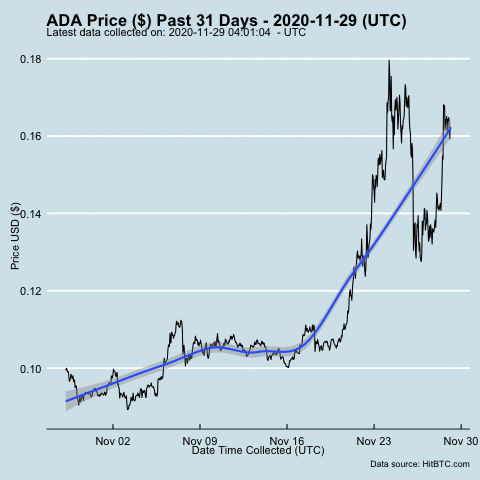 ADA Price ($) Past 31 Days - 2020-11-29 (UTC)
Latest data collected on: 2020-11-29 04:01:04 - UTC
0.18
0.16
0.14
0.12
0.10
Price USD ($)
Nov 02 Nov 09 Nov 16 Nov 23 Nov 30
Date Time Collected (UTC)
Data source: HitBTC.com